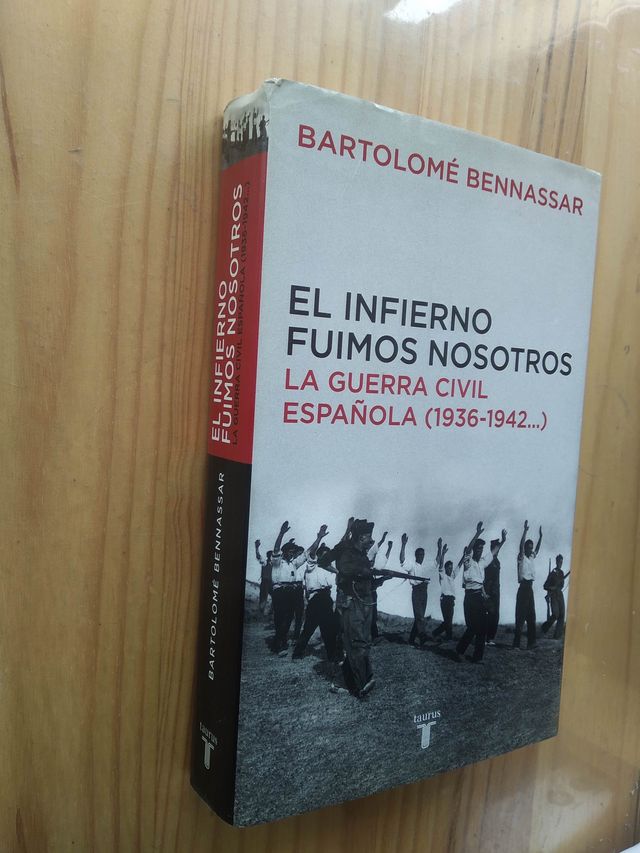 BARTOLOMÉ BENNASSAR
EL INFIERNO
FUIMOS NOSOTROS
LA GUERRA CIVIL
ESPAÑOLA (1936-1942...)
taurus
T
EL INFIERNO
FUIMOS NOSOTROS
LA GUERRA CIVIL ESPAÑOLA (1936-1942...)
BARTOLOMÉ BENNASSAR
taurus
T